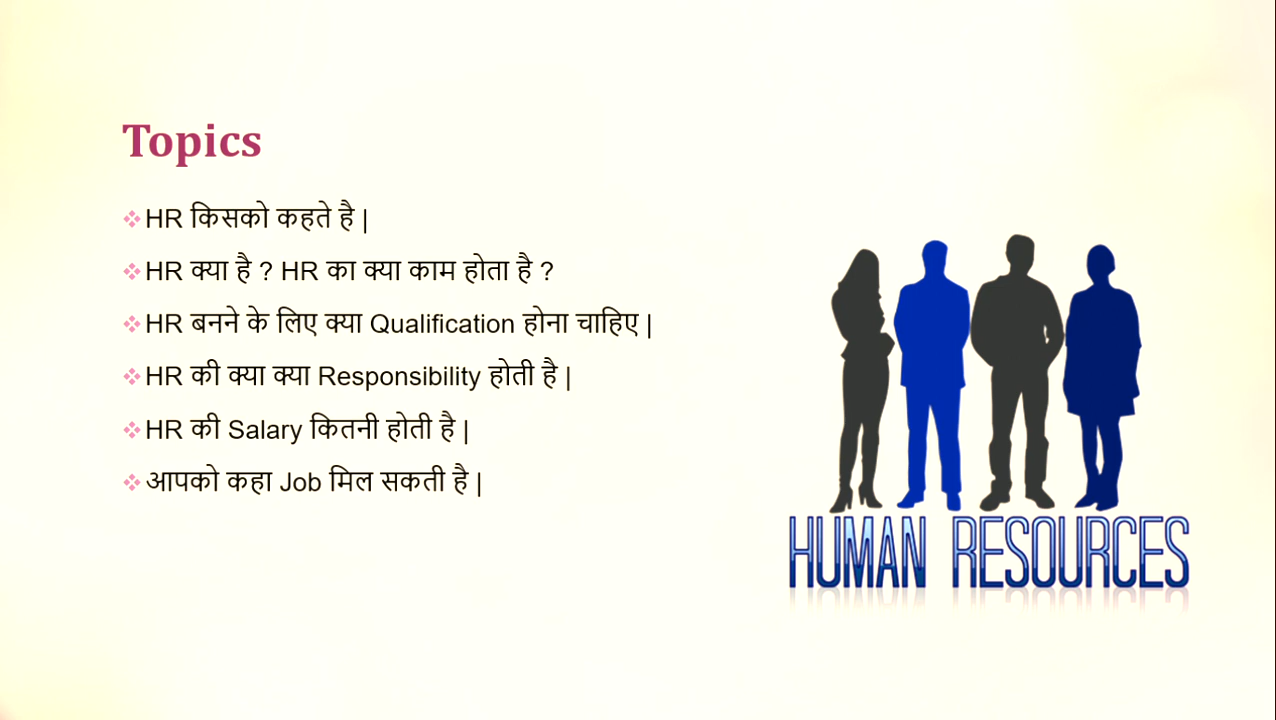 Topics
HR किसको कहते है |
HR क्या है ? HR का क्या काम होता है ?
HR बनने के लिए क्या Qualification होना चाहिए |
HR की क्या क्या Responsibility होती है |
HR की Salary कितनी होती है |
आपको कहा Job मिल सकती है |
HUMAN RESOURCES